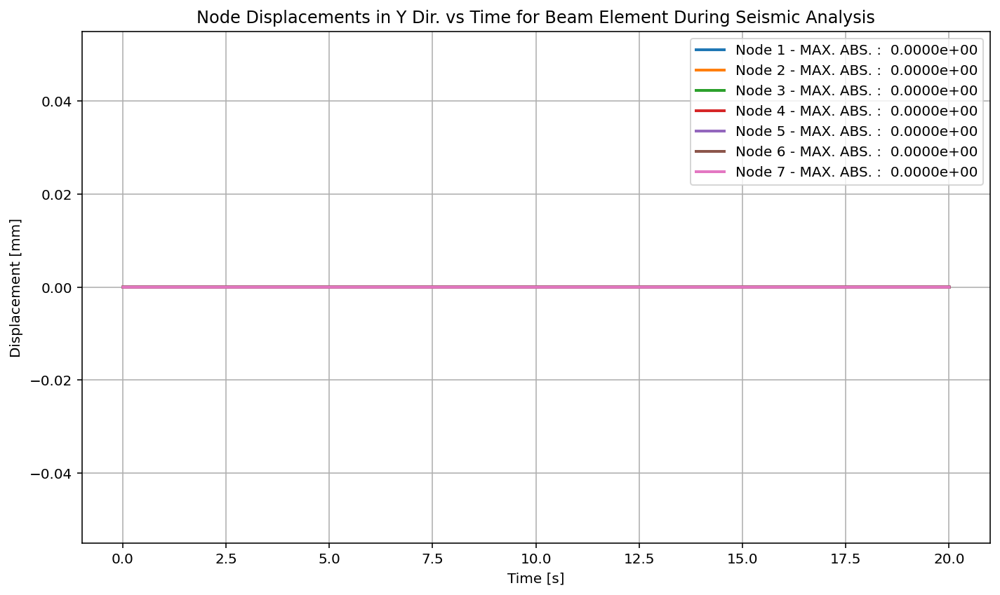 Node Displacements in Y Dir. vs Time for Beam Element During Seismic Analysis
Node 1 - MAX. ABS. :  0.0000e+00
Node 2 - MAX. ABS. :  0.0000e+00
Node 3 - MAX. ABS. :  0.0000e+00
Node 4 - MAX. ABS. :  0.0000e+00
Node 5 - MAX. ABS. :  0.0000e+00
Node 6 - MAX. ABS. :  0.0000e+00
Node 7 - MAX. ABS. :  0.0000e+00
Displacement [mm]
0.04
0.02
0.00
−0.02
−0.04
0.0 2.5 5.0 7.5 10.0 12.5 15.0 17.5 20.0
Time [s]